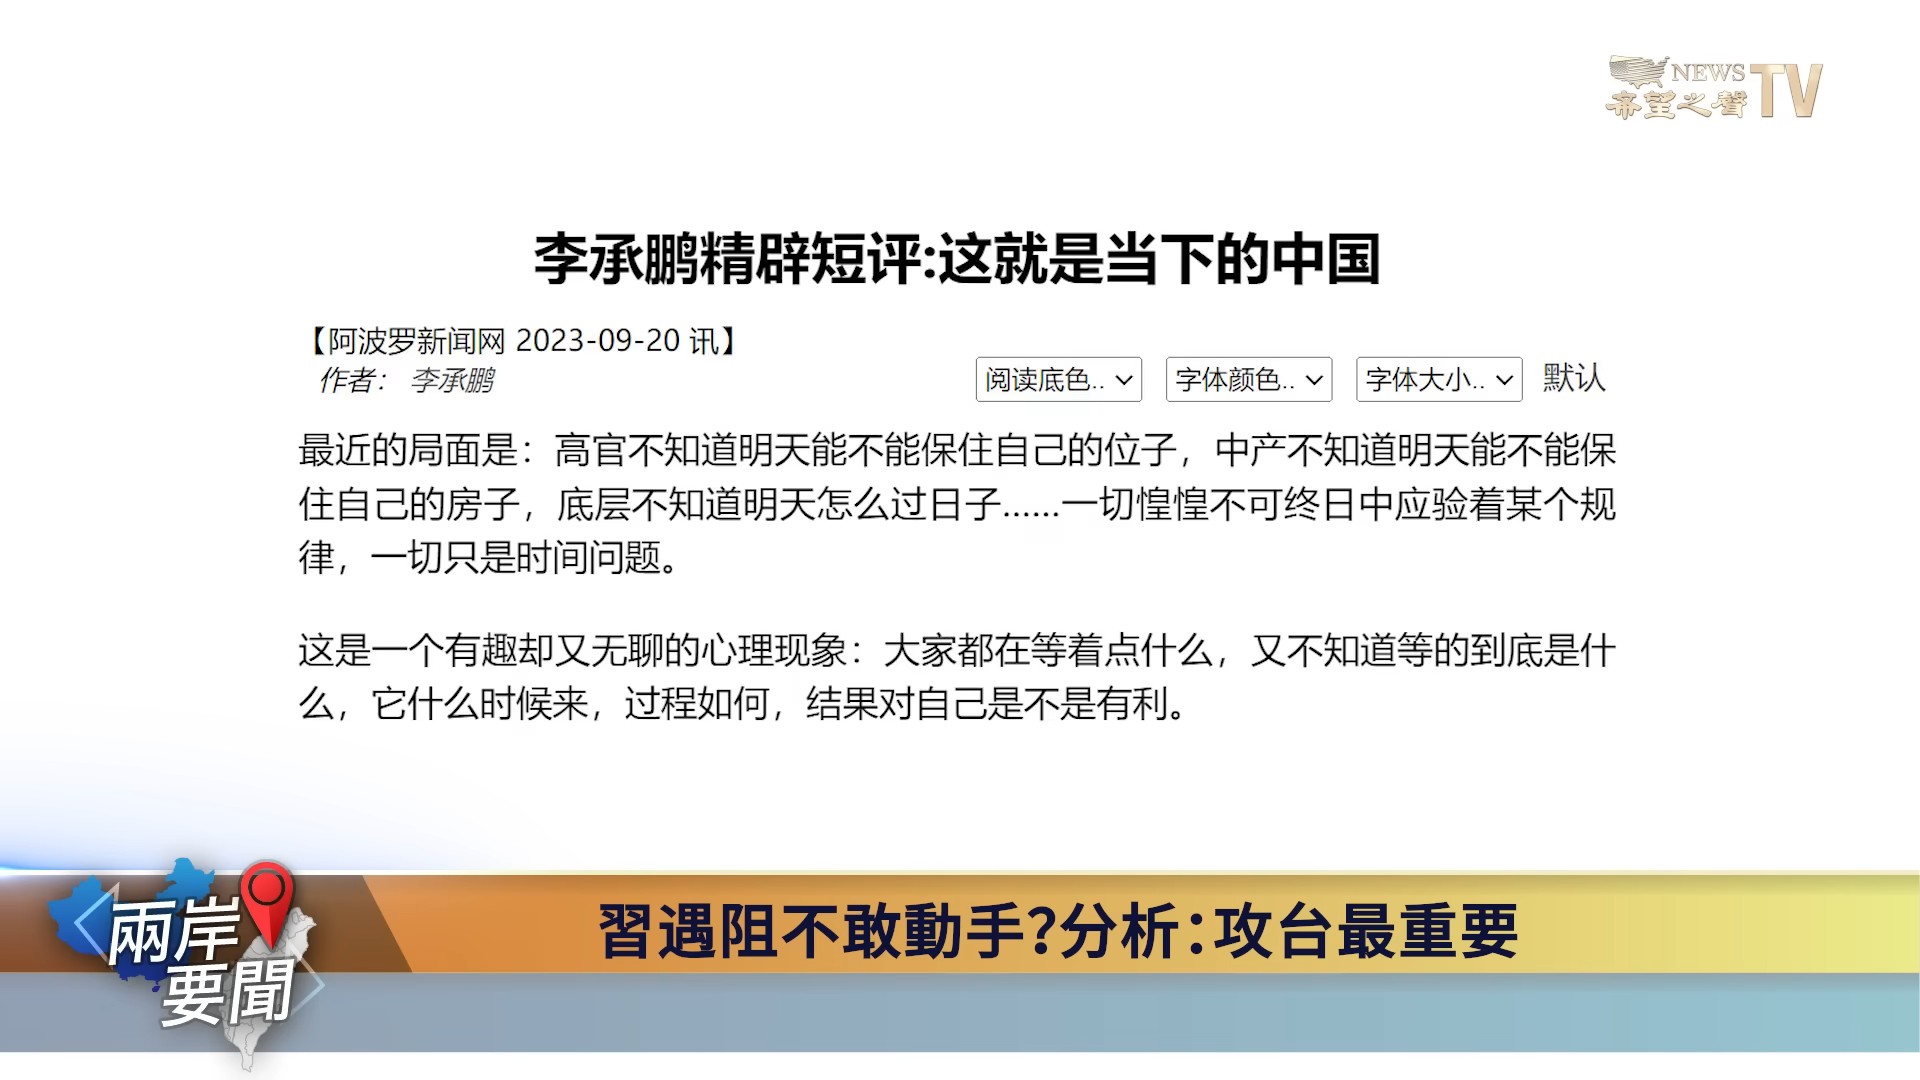 NEWS
希望之聲TV
李承鹏精辟短评:这就是当下的中国
【阿波罗新闻网 2023-09-20 讯】
作者： 李承鹏
阅读底色.. 字体颜色.. 字体大小.. 默认
最近的局面是：高官不知道明天能不能保住自己的位子，中产不知道明天能不能保
住自己的房子，底层不知道明天怎么过日子......一切惶惶不可终日中应验着某个规
律，一切只是时间问题。
这是一个有趣却又无聊的心理现象：大家都在等着点什么，又不知道等的到底是什
么，它什么时候来，过程如何，结果对自己是不是有利。
習遇阻不敢動手?分析:攻台最重要
兩岸
要聞